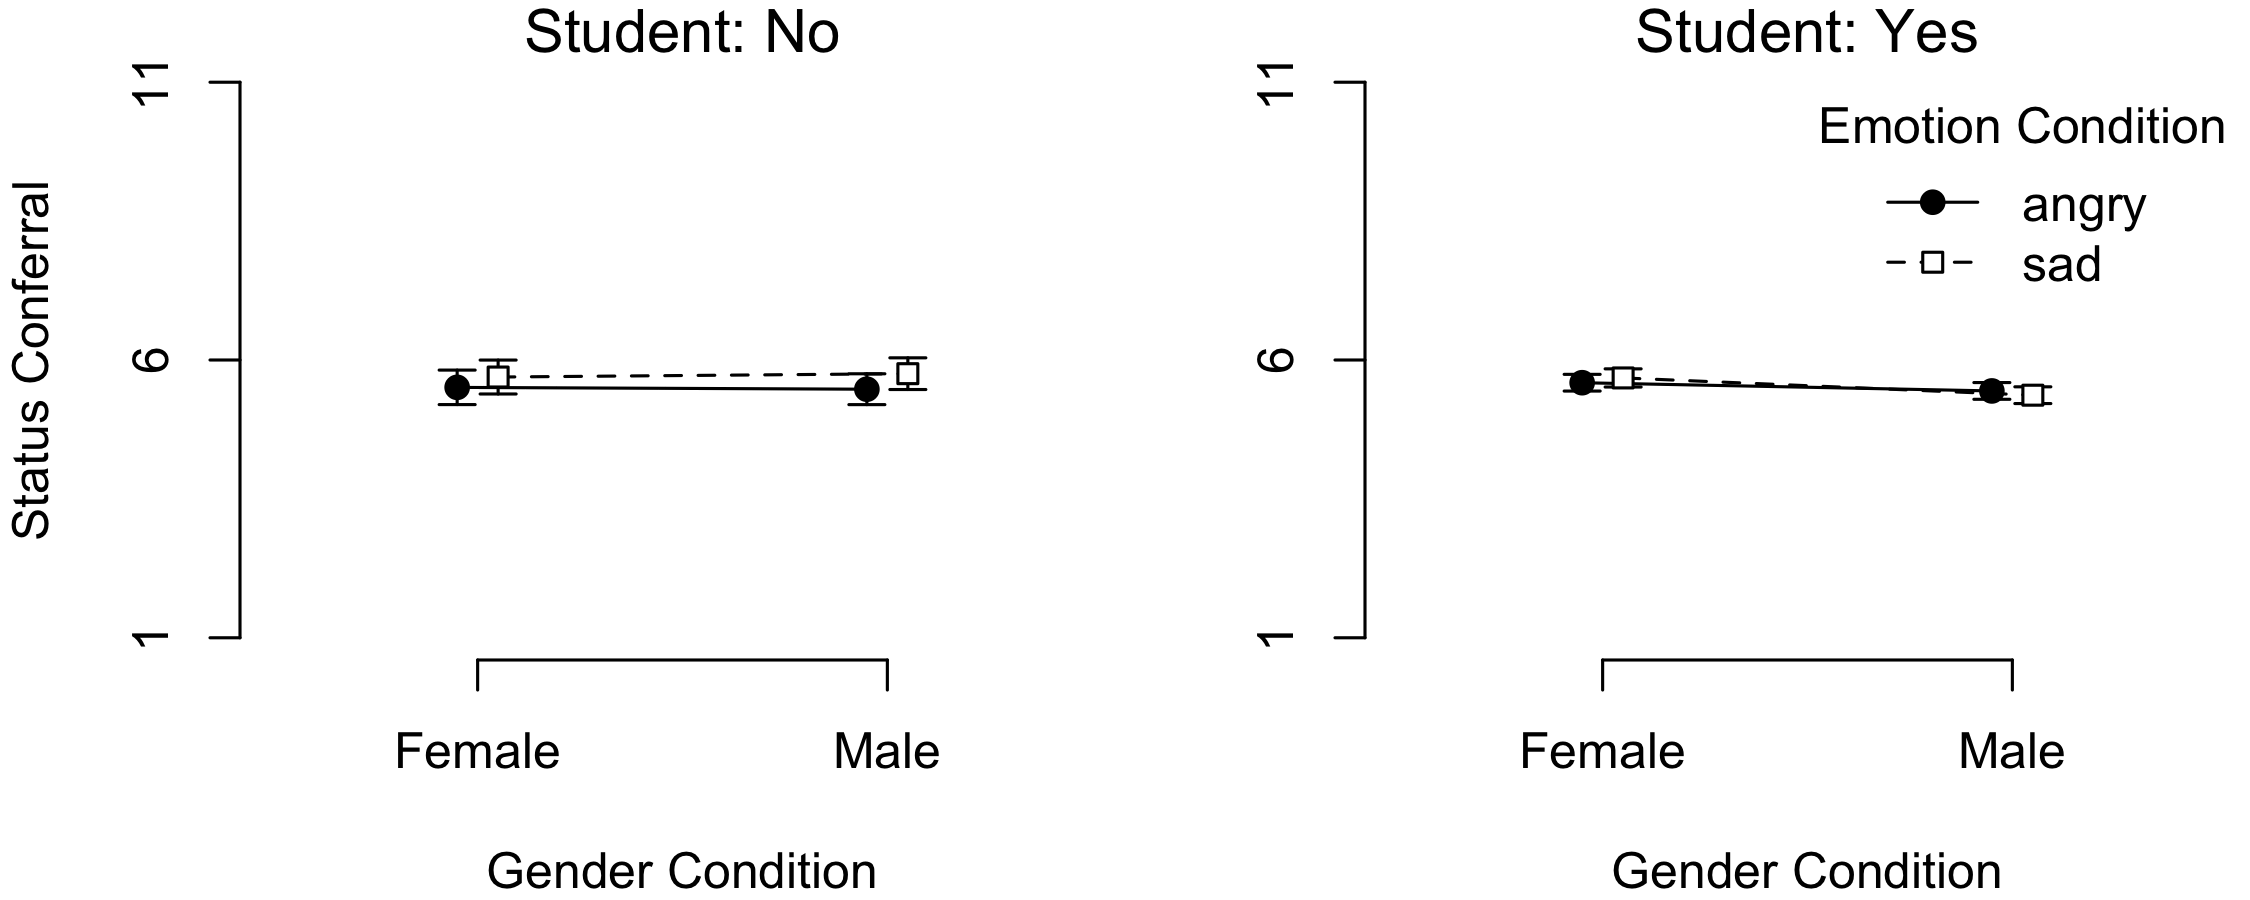 Student: No
Status Conferral
11
6
1
Female
Male
Gender Condition
Student: Yes
11
6
1
Emotion Condition
angry
sad
Female
Male
Gender Condition